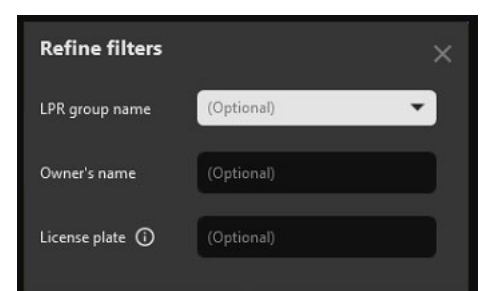 Refine filters
LPR group name (Optional)
Owner's name (Optional)
License plate (Optional)